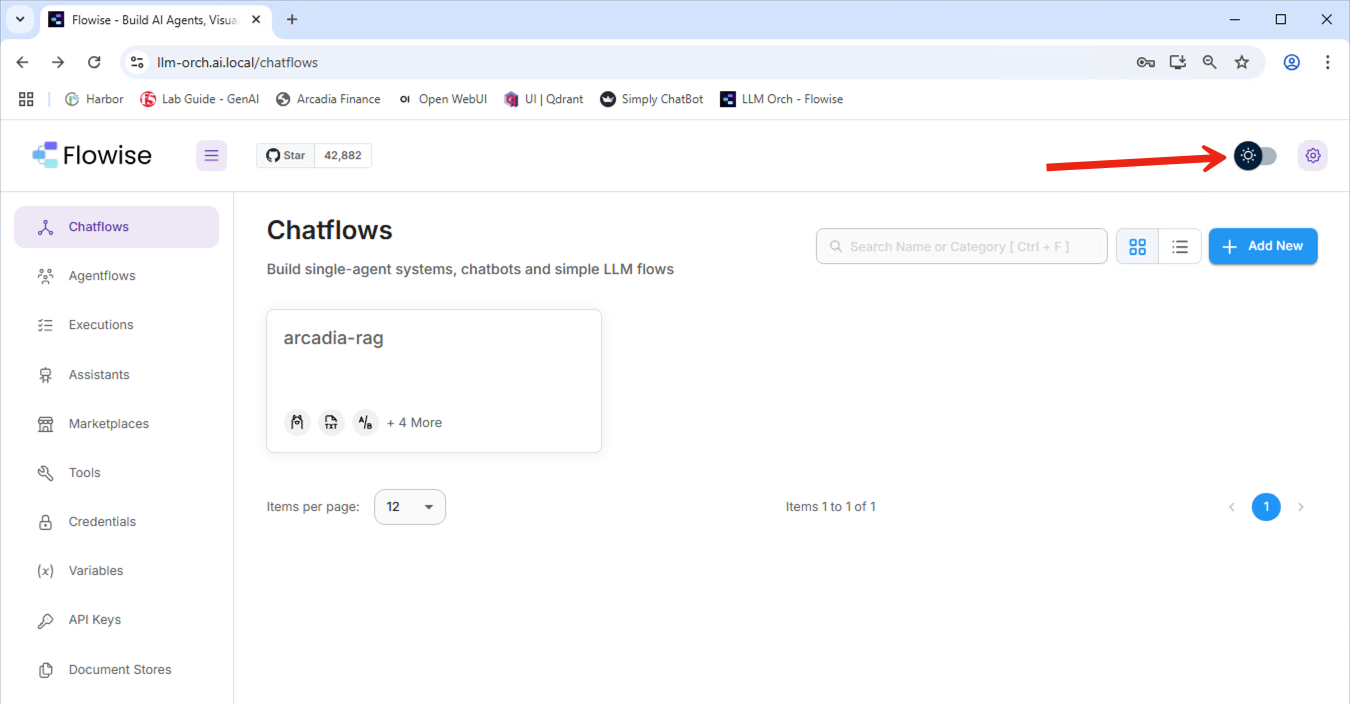 Flowise - Build AI Agents, Visua
llm-orch.ai.local/chatflows
Harbor Lab Guide - GenAI Arcadia Finance OI Open WebUI UI | Qdrant Simply ChatBot LLM Orch - Flowise
Flowise Star 42,882
Chatflows
Agentflows
Executions
Assistants
Marketplaces
Tools
Credentials
(x) Variables
API Keys
Document Stores
Chatflows
Build single-agent systems, chatbots and simple LLM flows
Search Name or Category [ Ctrl + F ]
Add New
arcadia-rag
TXT A/B + 4 More
Items per page: 12 Items 1 to 1 of 1 1